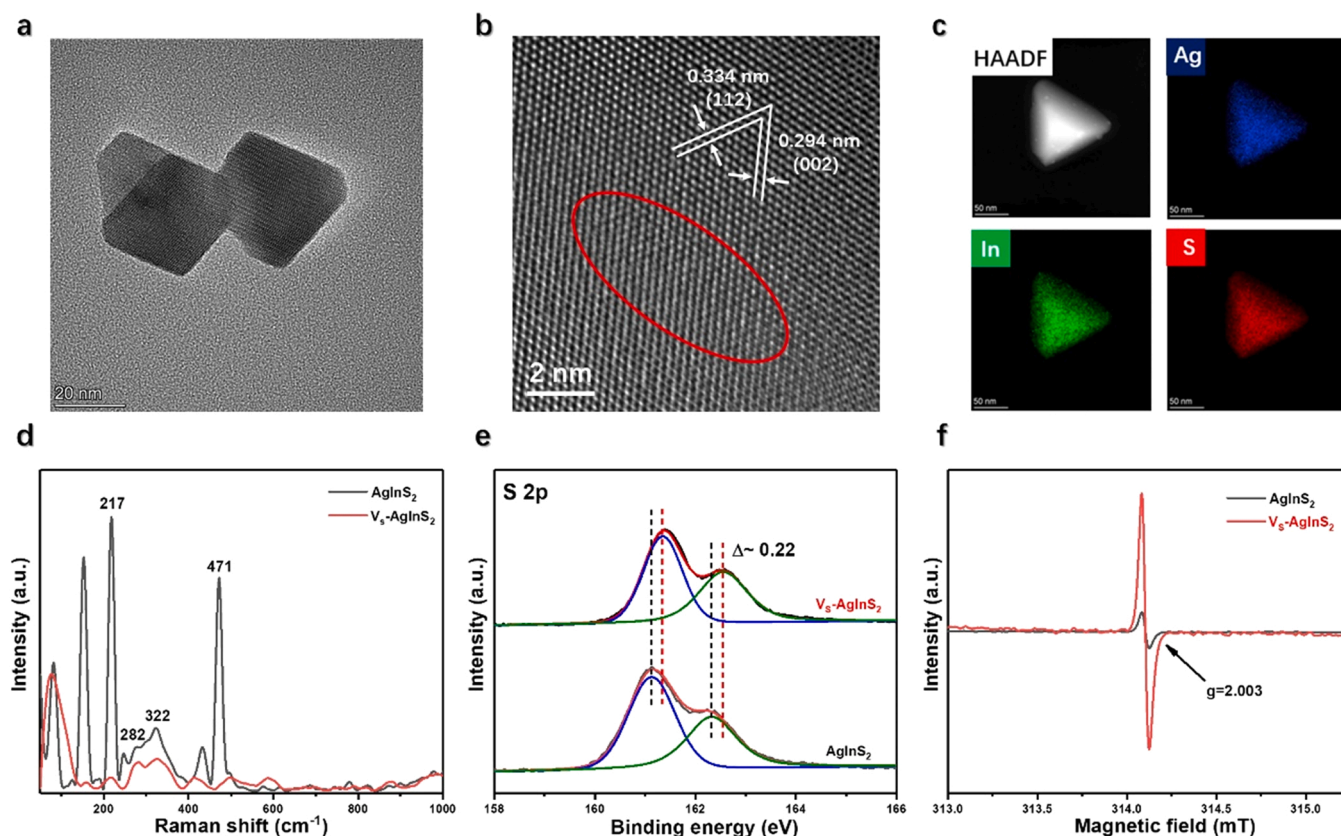 a
20 nm
b
0.334 nm
(112)
0.294 nm
(002)
2 nm
c
HAADF
50 nm
Ag
50 nm
In
50 nm
S
50 nm
d
Intensity (a.u.)
217
471
282
322
AgInS₂
Vₛ-AgInS₂
200
400
600
800
1000
Raman shift (cm⁻¹)
e
Intensity (a.u.)
S 2p
Δ~ 0.22
Vₛ-AgInS₂
AgInS₂
158
160
162
164
166
Binding energy (eV)
f
Intensity (a.u.)
AgInS₂
Vₛ-AgInS₂
g=2.003
313.0
313.5
314.0
314.5
315.0
Magnetic field (mT)